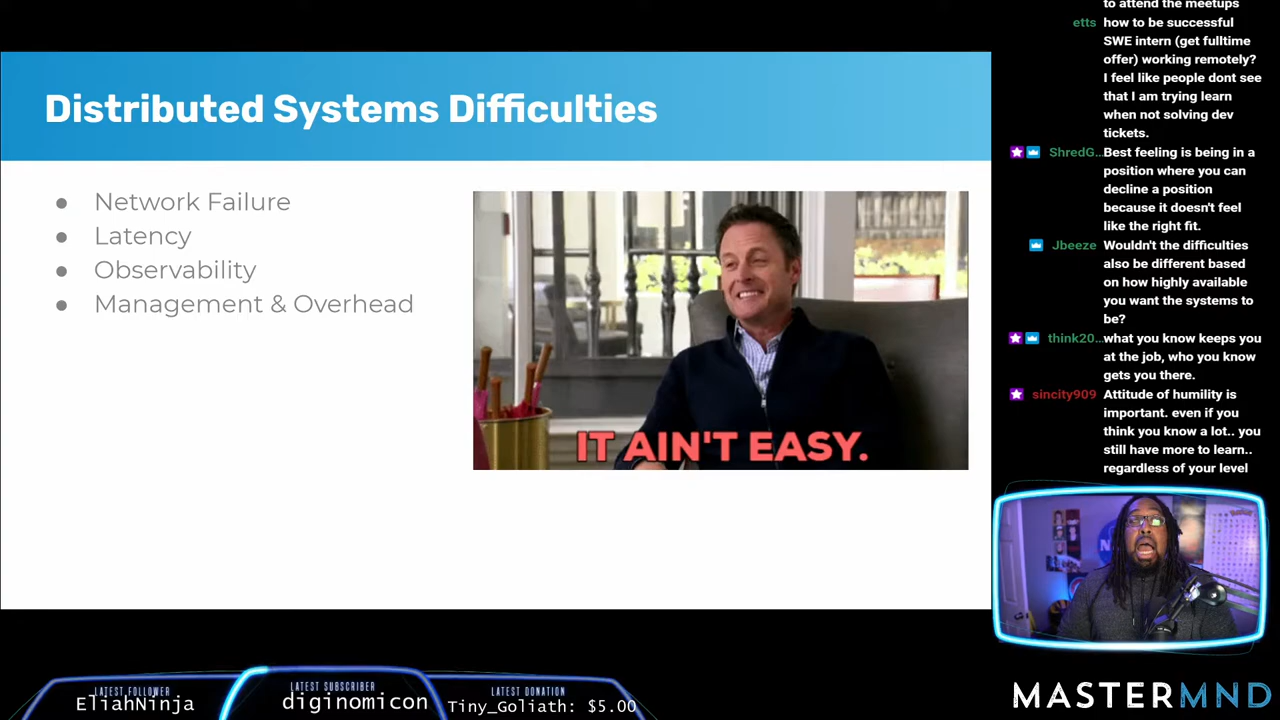 Distributed Systems Difficulties
● Network Failure
● Latency
● Observability
● Management & Overhead
IT AIN'T EASY.
to attend the meetups
etts how to be successful
SWE intern (get fulltime
offer) working remotely?
I feel like people dont see
that I am trying learn
when not solving dev
tickets.
ShredG... Best feeling is being in a
position where you can
decline a position
because it doesn't feel
like the right fit.
Jbeeze Wouldn't the difficulties
also be different based
on how highly available
you want the systems to
be?
think20... what you know keeps you
at the job, who you know
gets you there.
sincity909 Attitude of humility is
important. even if you
think you know a lot.. you
still have more to learn..
regardless of your level
LATEST FOLLOWER
EliahNinja
LATEST SUBSCRIBER
diginomicon
LATEST DONATION
Tiny_Goliath: $5.00
MASTERMND